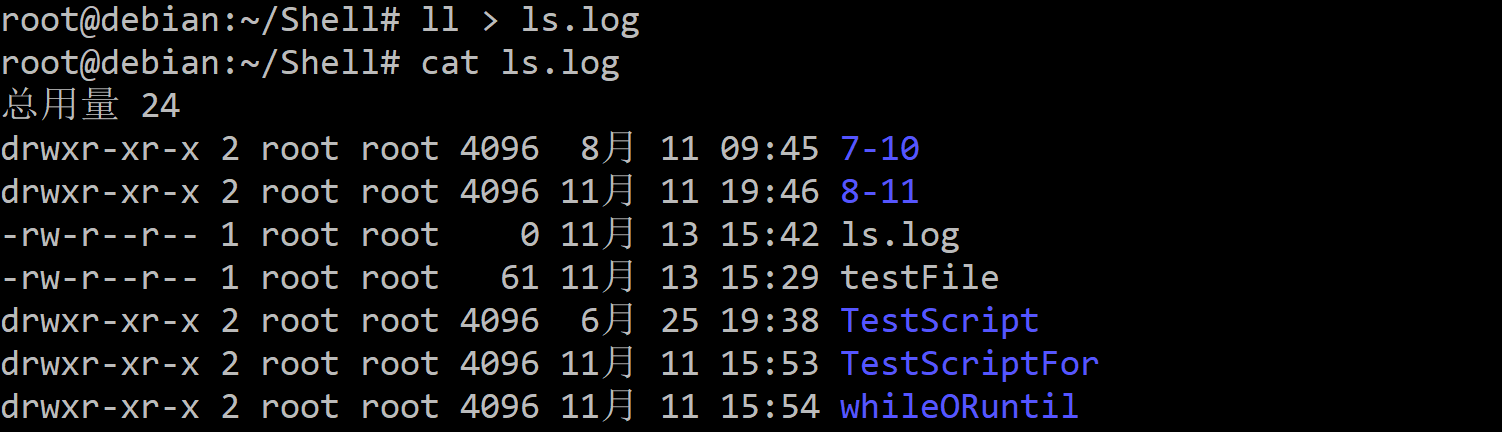 root@debian:~/Shell# ll > ls.log
root@debian:~/Shell# cat ls.log
总用量 24
drwxr-xr-x 2 root root 4096  8月 11 09:45 7-10
drwxr-xr-x 2 root root 4096 11月 11 19:46 8-11
-rw-r--r-- 1 root root    0 11月 13 15:42 ls.log
-rw-r--r-- 1 root root   61 11月 13 15:29 testFile
drwxr-xr-x 2 root root 4096  6月 25 19:38 TestScript
drwxr-xr-x 2 root root 4096 11月 11 15:53 TestScriptFor
drwxr-xr-x 2 root root 4096 11月 11 15:54 whileORuntil